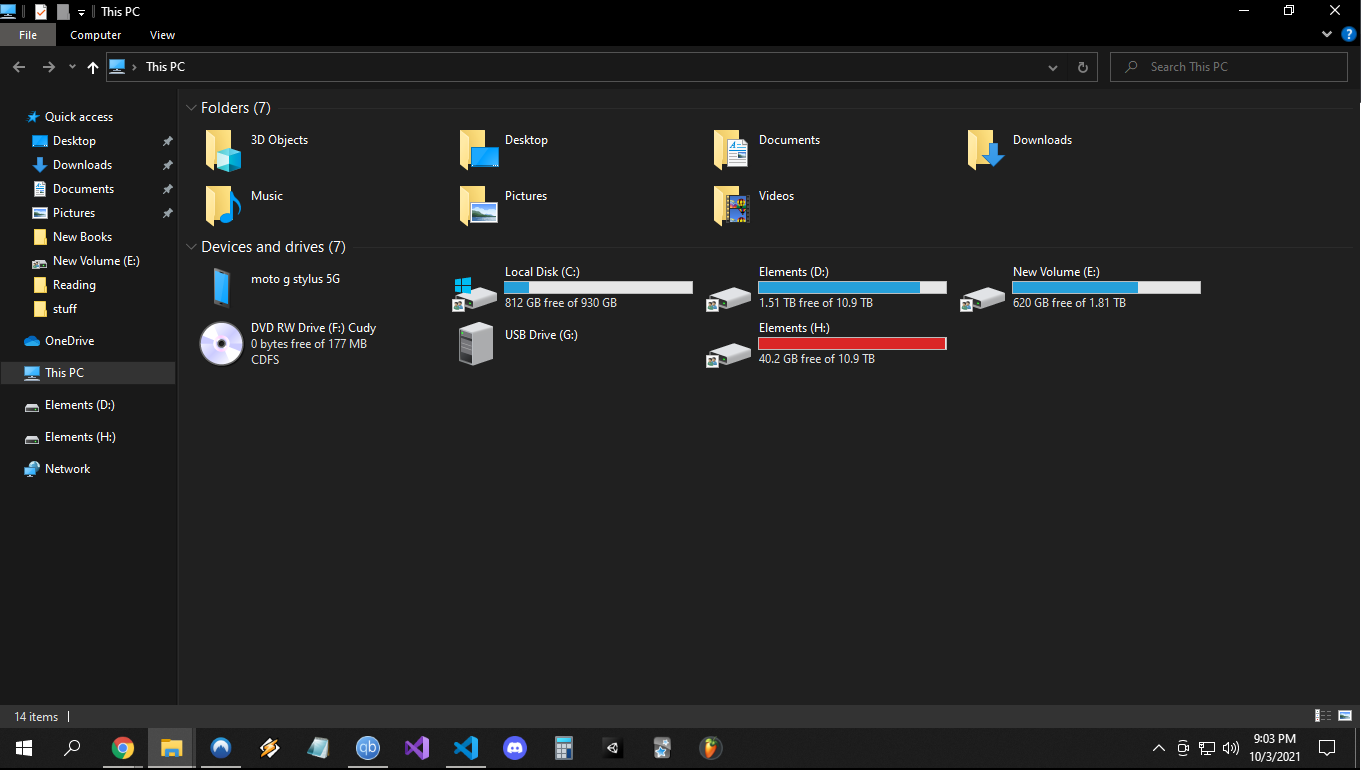 This PC
File Computer View
This PC
Search This PC
Quick access
Desktop
Downloads
Documents
Pictures
New Books
New Volume (E:)
Reading
stuff
OneDrive
This PC
Elements (D:)
Elements (H:)
Network
Folders (7)
3D Objects
Desktop
Documents
Downloads
Music
Pictures
Videos
Devices and drives (7)
moto g stylus 5G
Local Disk (C:)
812 GB free of 930 GB
Elements (D:)
1.51 TB free of 10.9 TB
New Volume (E:)
620 GB free of 1.81 TB
DVD RW Drive (F:) Cudy
0 bytes free of 177 MB
CDFS
USB Drive (G:)
Elements (H:)
40.2 GB free of 10.9 TB
14 items
qb
9:03 PM
10/3/2021